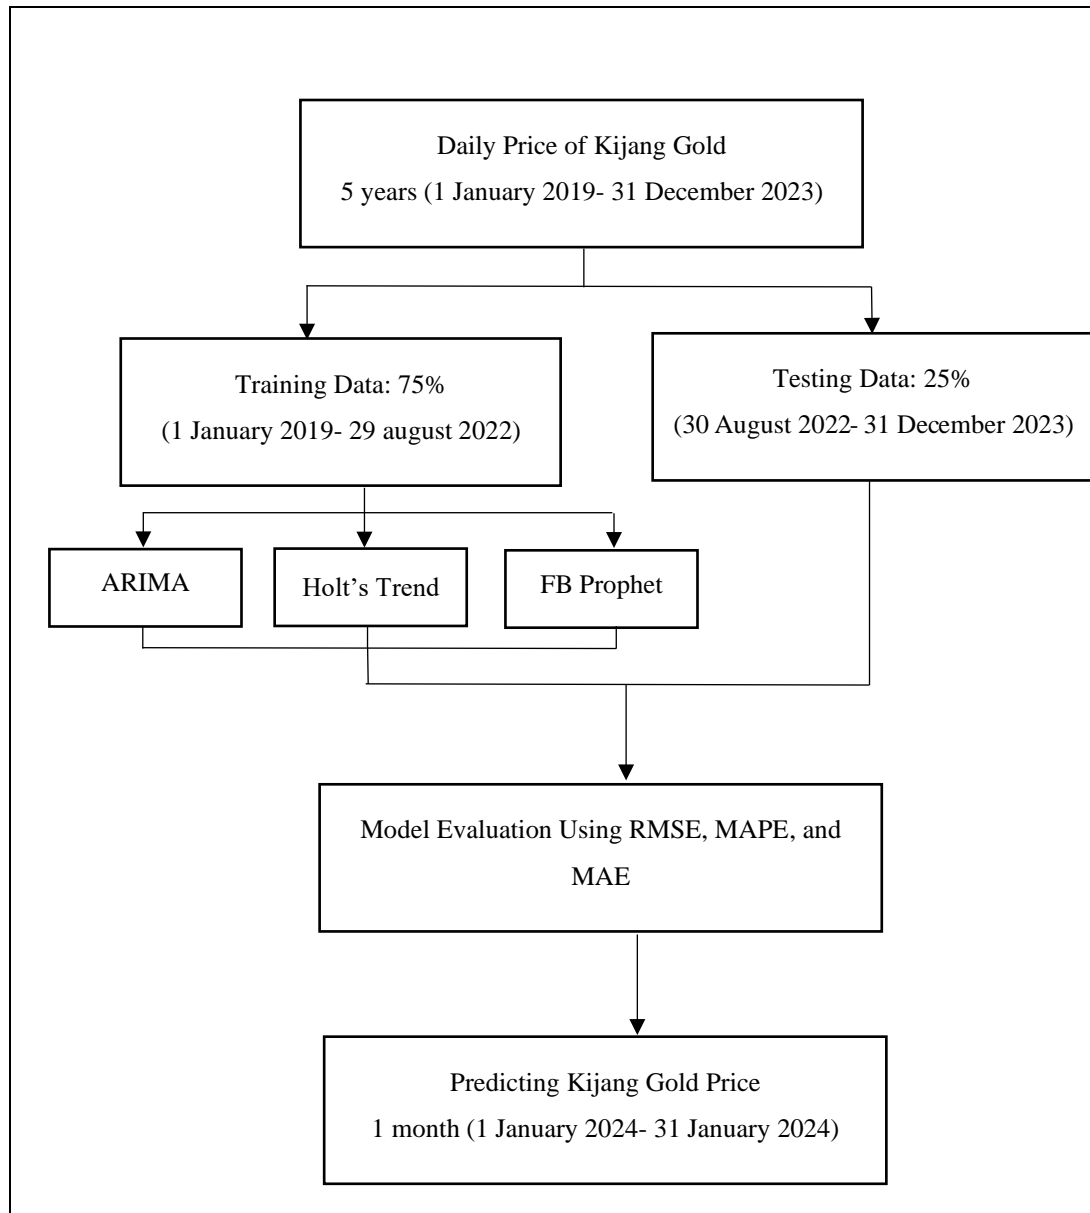 Daily Price of Kijang Gold
5 years (1 January 2019- 31 December 2023)
Training Data: 75%
(1 January 2019- 29 august 2022)
Testing Data: 25%
(30 August 2022- 31 December 2023)
ARIMA
Holt's Trend
FB Prophet
Model Evaluation Using RMSE, MAPE, and
MAE
Predicting Kijang Gold Price
1 month (1 January 2024- 31 January 2024)